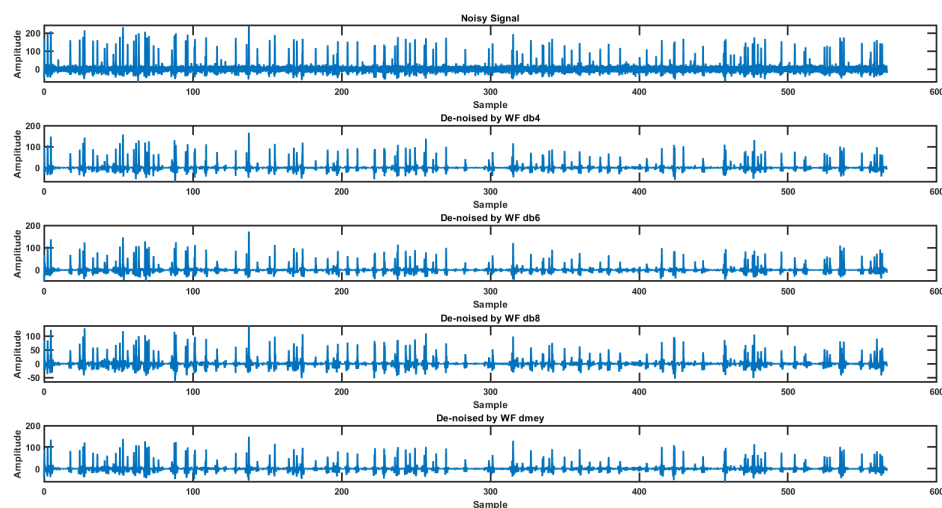 Noisy Signal
Amplitude
200
100
0
0 100 200 300 400 500 600
Sample
De-noised by WF db4
Amplitude
200
100
0
0 100 200 300 400 500 600
Sample
De-noised by WF db6
Amplitude
200
100
0
0 100 200 300 400 500 600
Sample
De-noised by WF db8
Amplitude
100
50
0
-50
0 100 200 300 400 500 600
Sample
De-noised by WF dmey
Amplitude
200
100
0
0 100 200 300 400 500 600
Sample